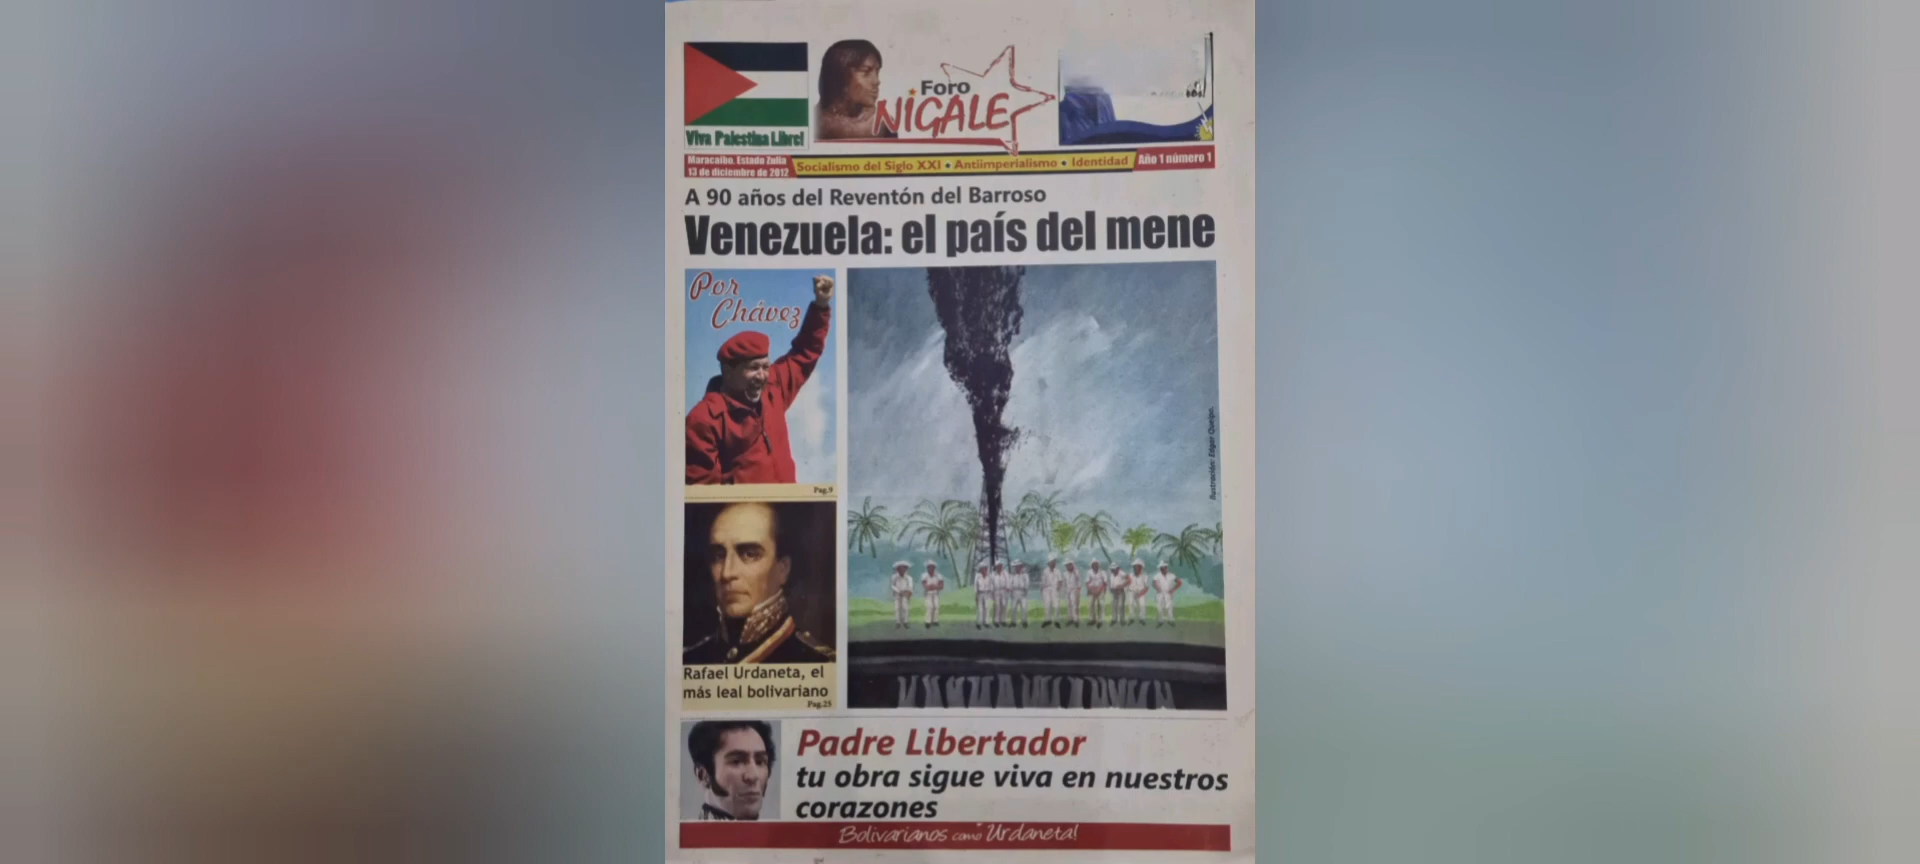 Viva Palestina Libre!
Foro
NIGALE
Maracaibo. Estado Zulia
13 de diciembre de 2012
Socialismo del Siglo XXI • Antiimperialismo • Identidad
Año 1 número 1
A 90 años del Reventón del Barroso
Venezuela: el país del mene
Por
Chávez
Pag.9
Ilustración: Edgar Queipo.
Rafael Urdaneta, el
más leal bolivariano
Pag.25
Padre Libertador
tu obra sigue viva en nuestros
corazones
Bolivarianos como Urdaneta!